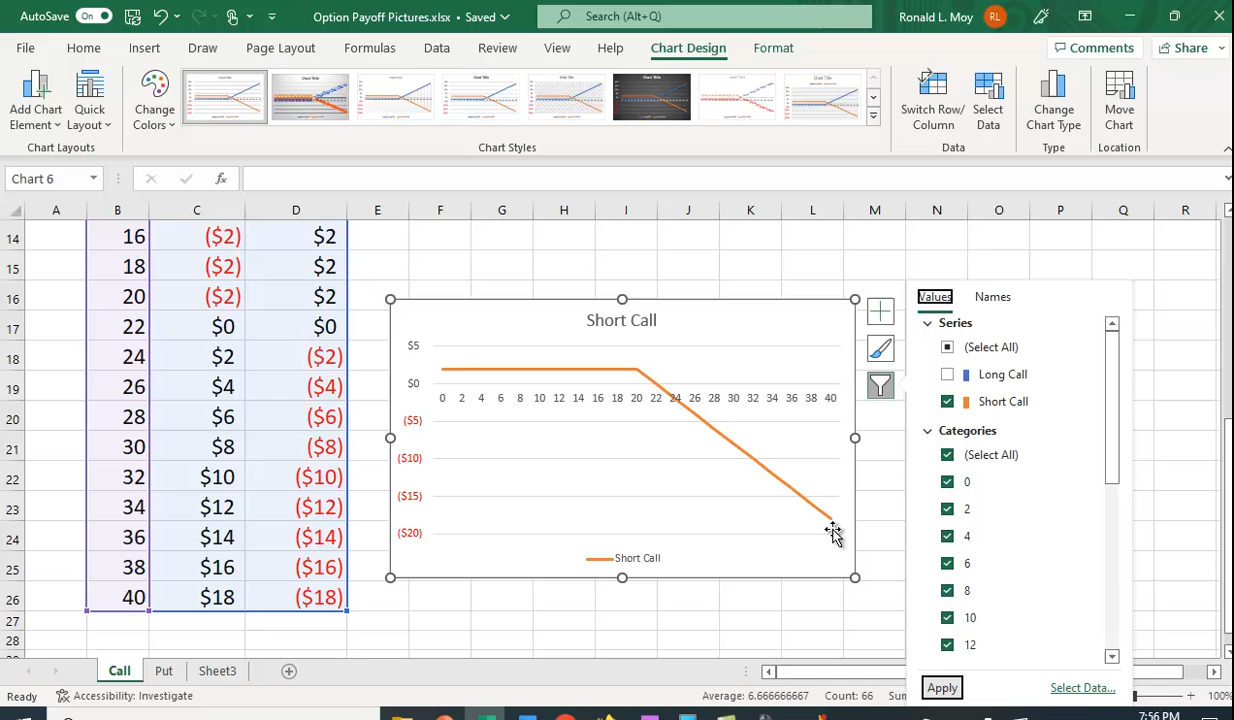 AutoSave On Option Payoff Pictures.xlsx • Saved Search (Alt+Q) Ronald L. Moy RL
File Home Insert Draw Page Layout Formulas Data Review View Help Chart Design Format Comments Share
Add Chart Element Quick Layout Change Colors Switch Row/ Column Select Data Change Chart Type Move Chart
Chart Layouts Chart Styles Data Type Location
Chart 6 fx
A B C D E F G H I J K L M N O P Q R
14 16 ($2) $2
15 18 ($2) $2
16 20 ($2) $2
17 22 $0 $0
18 24 $2 ($2)
19 26 $4 ($4)
20 28 $6 ($6)
21 30 $8 ($8)
22 32 $10 ($10)
23 34 $12 ($12)
24 36 $14 ($14)
25 38 $16 ($16)
26 40 $18 ($18)
27
28
Short Call
$5
$0
0 2 4 6 8 10 12 14 16 18 20 22 24 26 28 30 32 34 36 38 40
($5)
($10)
($15)
($20)
Short Call
Values Names
Series
(Select All)
Long Call
Short Call
Categories
(Select All)
0
2
4
6
8
10
12
Apply Select Data...
Call Put Sheet3
Ready Accessibility: Investigate Average: 6.666666667 Count: 66 100
7:56 PM